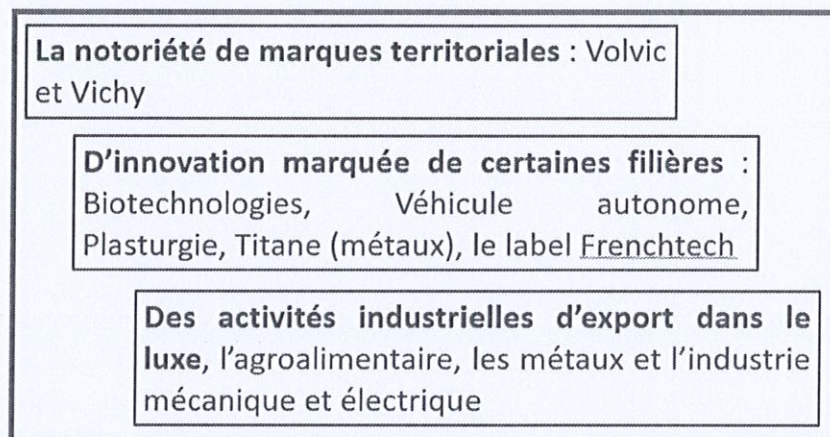 La notoriété de marques territoriales : Volvic
et Vichy
D'innovation marquée de certaines filières :
Biotechnologies, Véhicule autonome,
Plasturgie, Titane (métaux), le label Frenchtech
Des activités industrielles d'export dans le
luxe, l'agroalimentaire, les métaux et l'industrie
mécanique et électrique